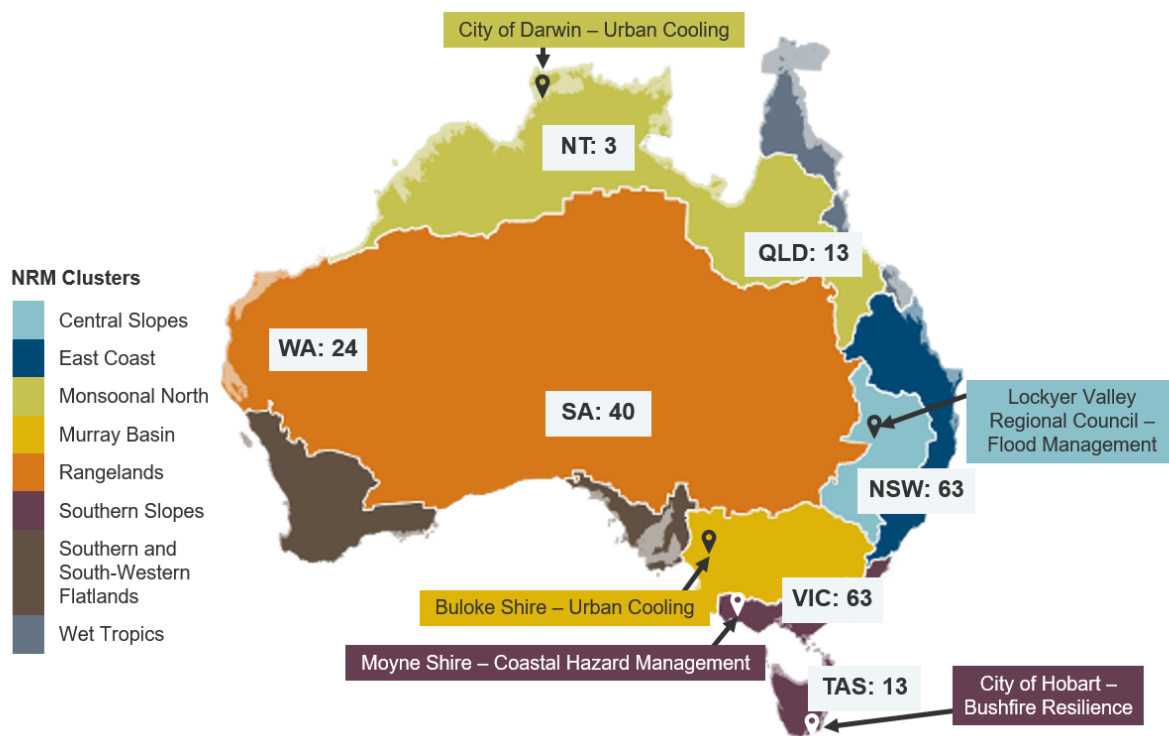 City of Darwin – Urban Cooling
NT: 3
QLD: 13
NRM Clusters
Central Slopes
East Coast
Monsoonal North
Murray Basin
Rangelands
Southern Slopes
Southern and
South-Western
Flatlands
Wet Tropics
WA: 24
SA: 40
Lockyer Valley
Regional Council –
Flood Management
NSW: 63
Buloke Shire – Urban Cooling
VIC: 63
Moyne Shire – Coastal Hazard Management
TAS: 13
City of Hobart –
Bushfire Resilience